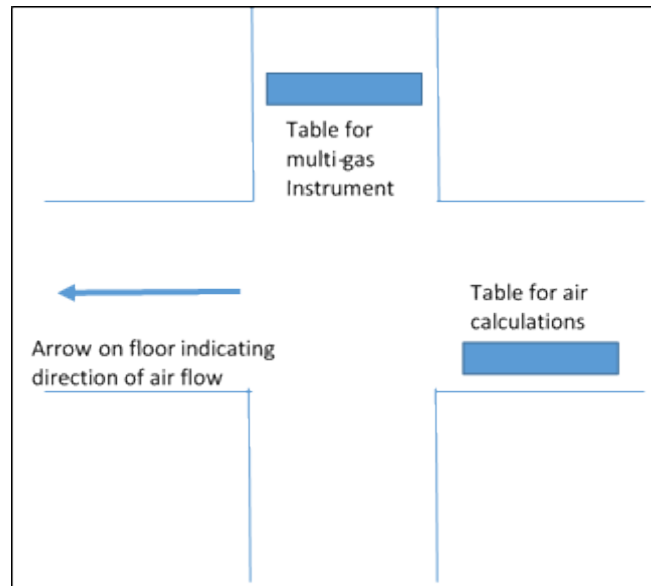 Table for
multi-gas
Instrument
Table for air
calculations
Arrow on floor indicating
direction of air flow